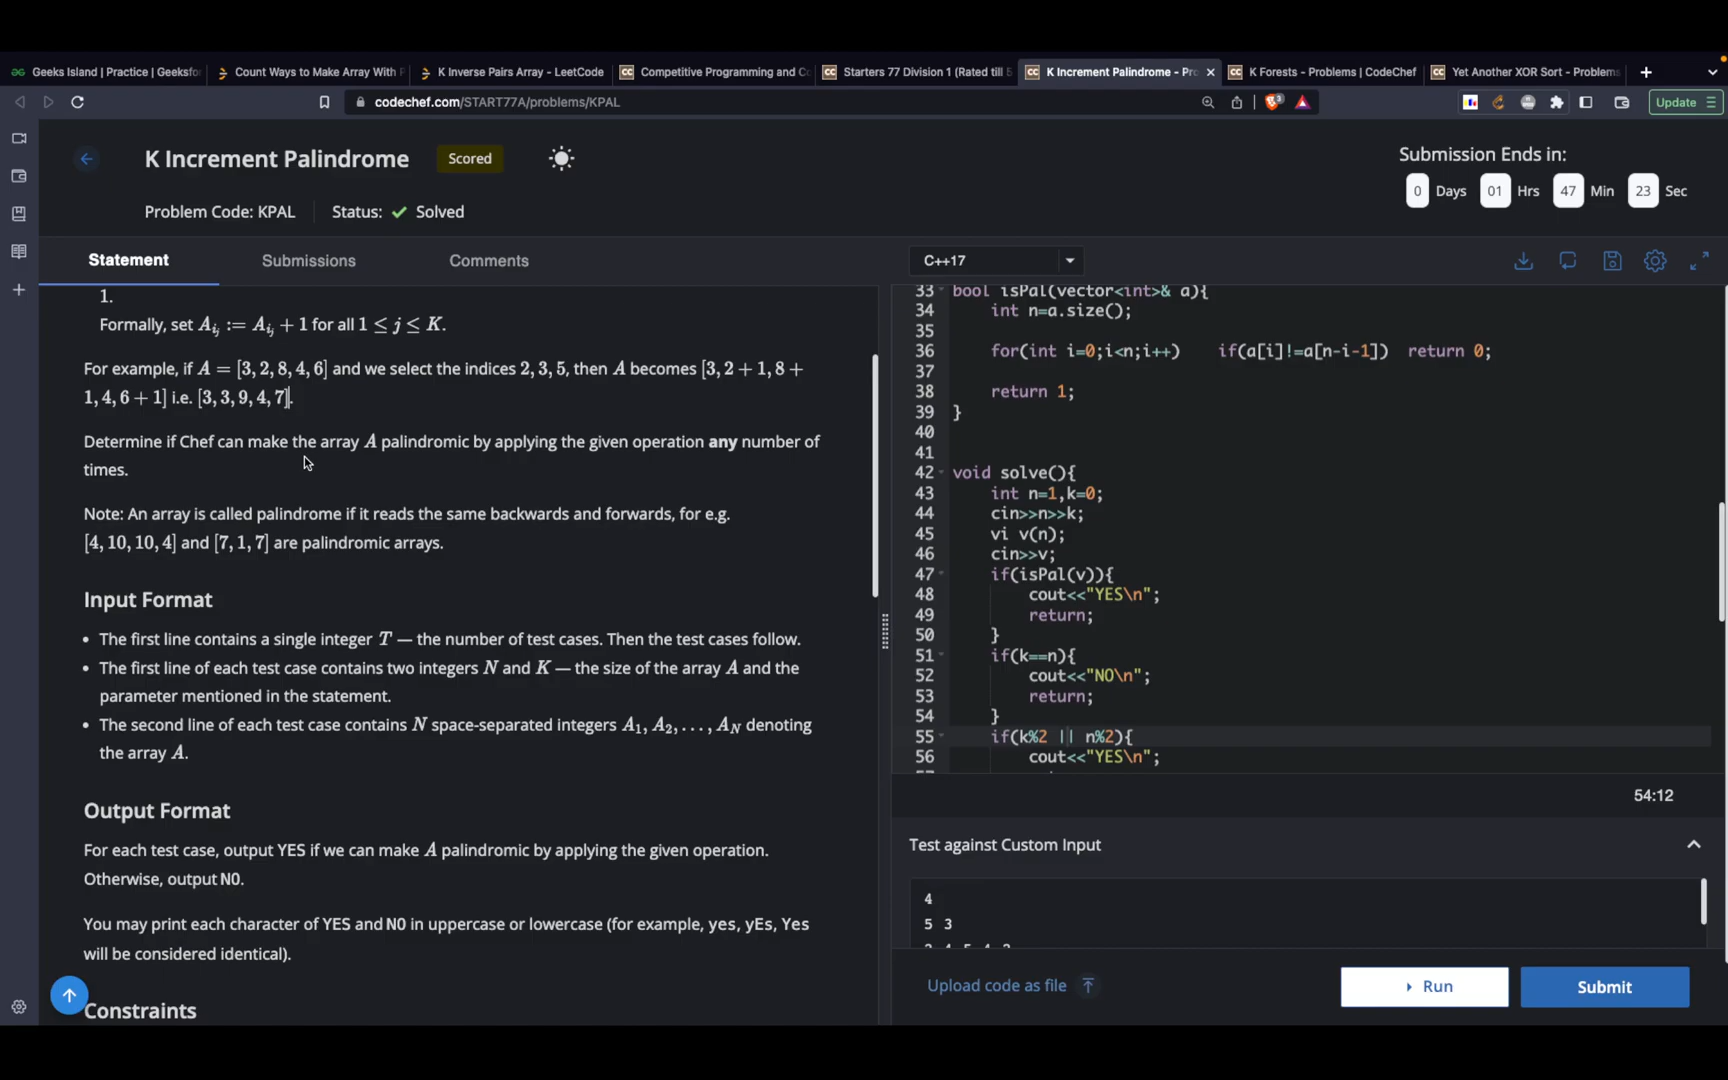 Geeks Island | Practice | Geeksfo
Count Ways to Make Array With P
K Inverse Pairs Array - LeetCode
Competitive Programming and Co
Starters 77 Division 1 (Rated till
K Increment Palindrome - Pro
K Forests - Problems | CodeChef
Yet Another XOR Sort - Problems
codechef.com/START77A/problems/KPAL
3
Update
K Increment Palindrome
Scored
Submission Ends in:
0 Days 01 Hrs 47 Min 23 Sec
Problem Code: KPAL
Status: ✓ Solved
Statement
Submissions
Comments
C++17
1.
Formally, set A_{i_j} := A_{i_j} + 1 for all 1 ≤ j ≤ K.
For example, if A = [3, 2, 8, 4, 6] and we select the indices 2, 3, 5, then A becomes [3, 2 + 1, 8 +
1, 4, 6 + 1] i.e. [3, 3, 9, 4, 7].
Determine if Chef can make the array A palindromic by applying the given operation any number of
times.
Note: An array is called palindrome if it reads the same backwards and forwards, for e.g.
[4, 10, 10, 4] and [7, 1, 7] are palindromic arrays.
Input Format
• The first line contains a single integer T — the number of test cases. Then the test cases follow.
• The first line of each test case contains two integers N and K — the size of the array A and the
parameter mentioned in the statement.
• The second line of each test case contains N space-separated integers A₁, A₂, . . . , A_N denoting
the array A.
Output Format
For each test case, output YES if we can make A palindromic by applying the given operation.
Otherwise, output NO.
You may print each character of YES and NO in uppercase or lowercase (for example, yes, yEs, Yes
will be considered identical).
Constraints
33 bool isPal(vector<int>& a){
34 int n=a.size();
35
36 for(int i=0;i<n;i++) if(a[i]!=a[n-i-1]) return 0;
37
38 return 1;
39 }
40
41
42 void solve(){
43 int n=1,k=0;
44 cin>>n>>k;
45 vi v(n);
46 cin>>v;
47 if(isPal(v)){
48 cout<<"YES\n";
49 return;
50 }
51 if(k==n){
52 cout<<"NO\n";
53 return;
54 }
55 if(k%2 || n%2){
56 cout<<"YES\n";
54:12
Test against Custom Input
4
5 3
Upload code as file
Run
Submit